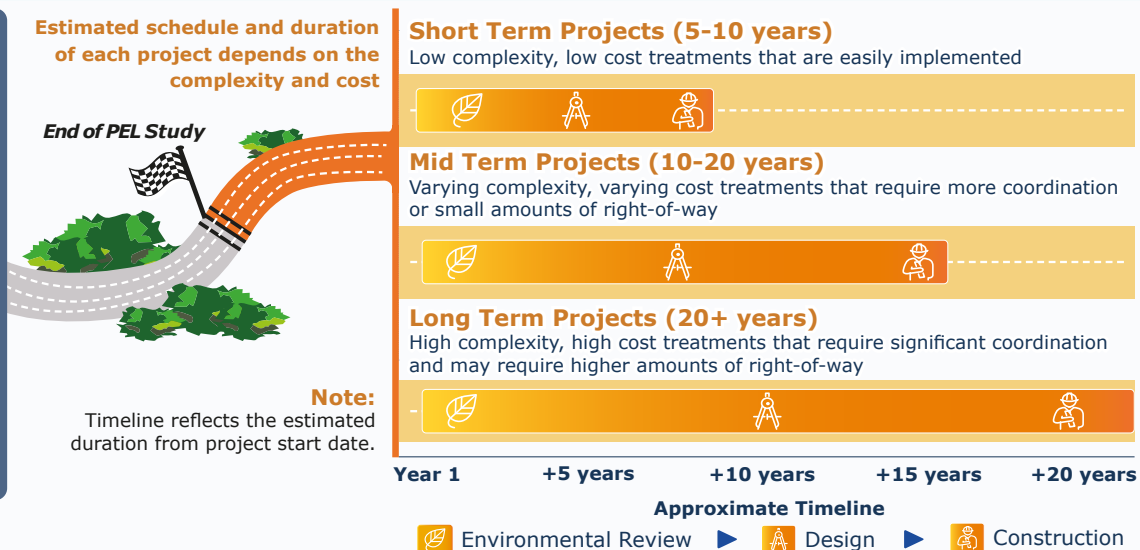 Estimated schedule and duration
of each project depends on the
complexity and cost
End of PEL Study
Note:
Timeline reflects the estimated
duration from project start date.
Short Term Projects (5-10 years)
Low complexity, low cost treatments that are easily implemented
Mid Term Projects (10-20 years)
Varying complexity, varying cost treatments that require more coordination
or small amounts of right-of-way
Long Term Projects (20+ years)
High complexity, high cost treatments that require significant coordination
and may require higher amounts of right-of-way
Year 1 +5 years +10 years +15 years +20 years
Approximate Timeline
Environmental Review Design Construction